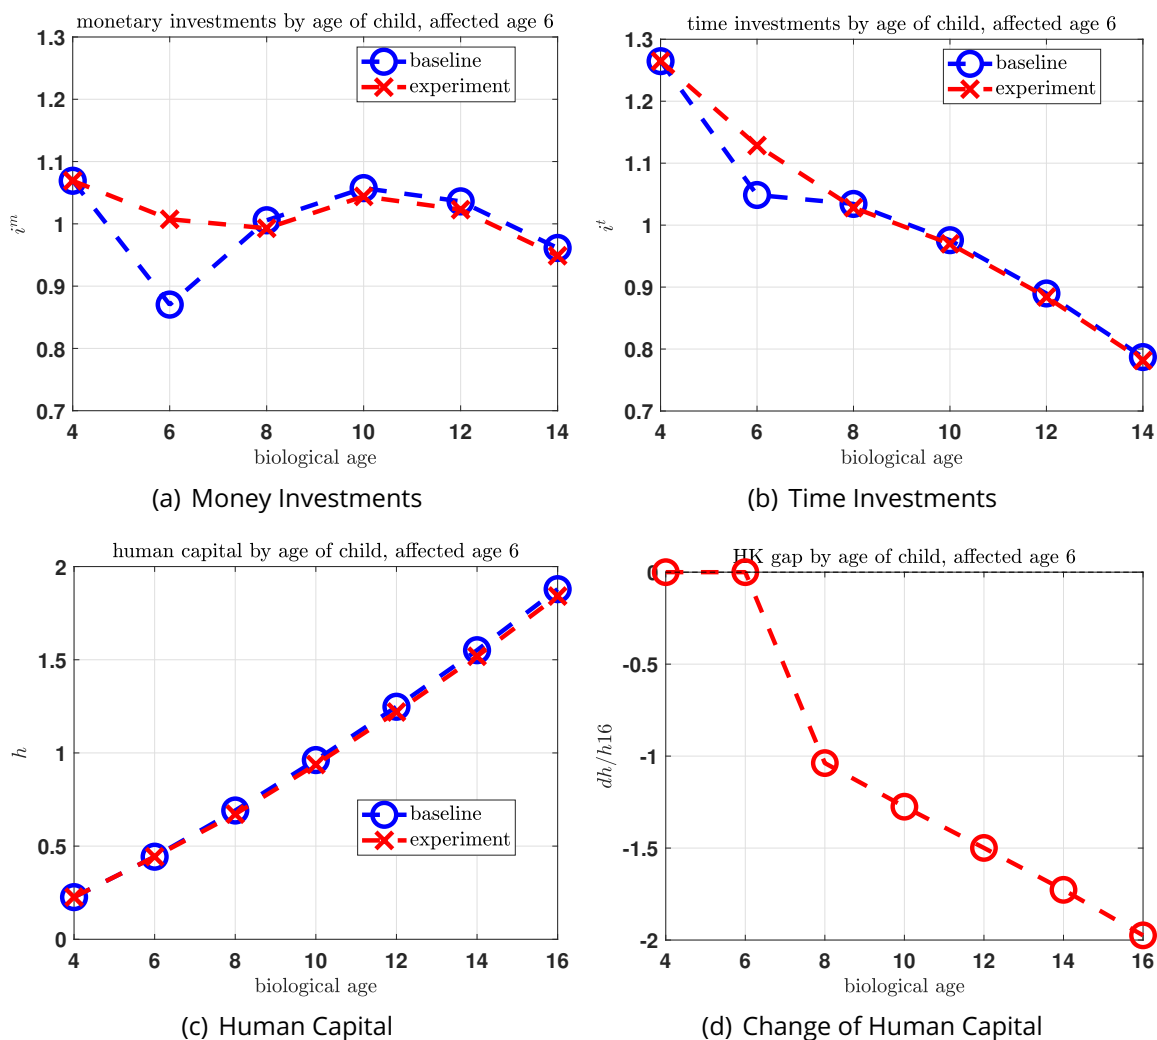 monetary investments by age of child, affected age 6
1.3
1.2
1.1
1
0.9
0.8
0.7
i^m
baseline
experiment
4 6 8 10 12 14
biological age
(a) Money Investments
time investments by age of child, affected age 6
1.3
1.2
1.1
1
0.9
0.8
0.7
i^t
baseline
experiment
4 6 8 10 12 14
biological age
(b) Time Investments
human capital by age of child, affected age 6
2
1.5
1
0.5
0
h
baseline
experiment
4 6 8 10 12 14 16
biological age
(c) Human Capital
HK gap by age of child, affected age 6
0
-0.5
-1
-1.5
-2
dh/h16
4 6 8 10 12 14 16
biological age
(d) Change of Human Capital